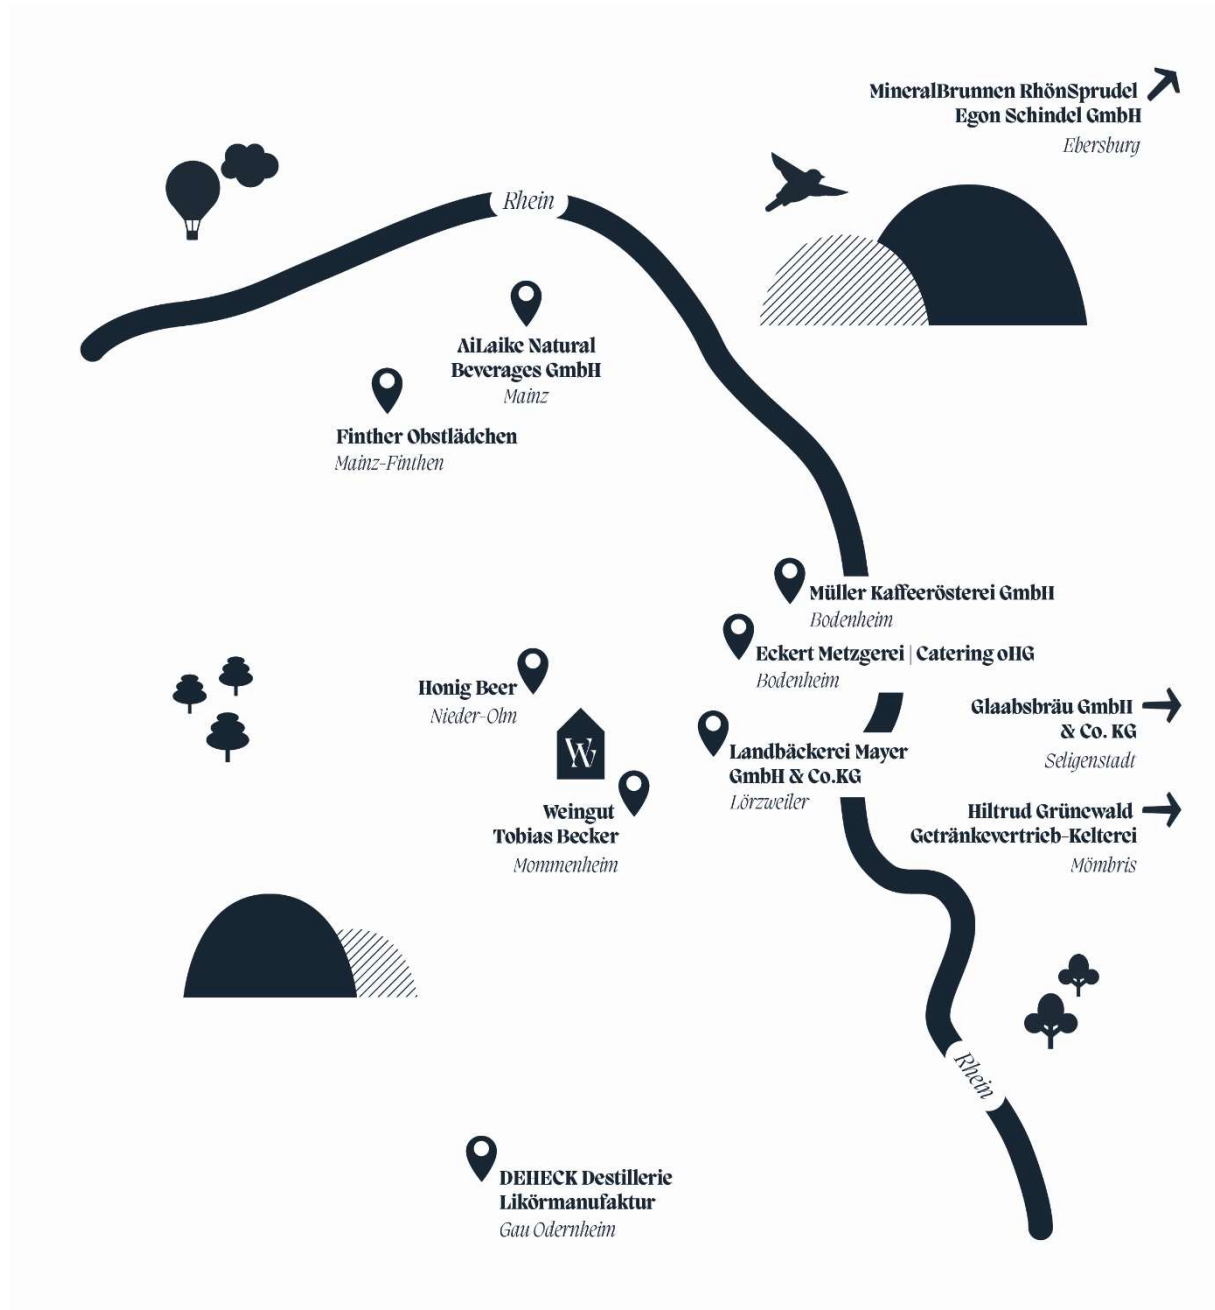 MineralBrunnen RhönSprudel
Egon Schindel GmbH
Ebersburg
Rhein
AiLaike Natural
Beverages GmbH
Mainz
Finther Obstlädchen
Mainz-Finthen
Müller Kaffeerösterei GmbH
Bodenheim
Eckert Metzgerei | Catering oHG
Bodenheim
Honig Beer
Nieder-Olm
W
Glaabsbräu GmbH
& Co. KG
Seligenstadt
Landbäckerei Mayer
GmbH & Co.KG
Lörzweiler
Weingut
Tobias Becker
Mommenheim
Hiltrud Grünewald
Getränkevertrieb-Kelterei
Mömbris
Rhein
DEHECK Destillerie
Likörmanufaktur
Gau Odernheim